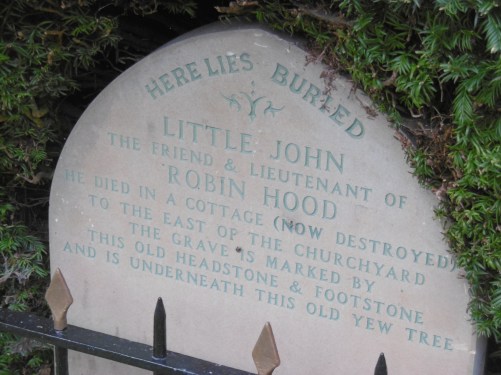 HERE LIES BURIED
LITTLE JOHN
THE FRIEND & LIEUTENANT OF
ROBIN HOOD
HE DIED IN A COTTAGE (NOW DESTROYED)
TO THE EAST OF THE CHURCHYARD
THE GRAVE IS MARKED BY
THIS OLD HEADSTONE & FOOTSTONE
AND IS UNDERNEATH THIS OLD YEW TREE